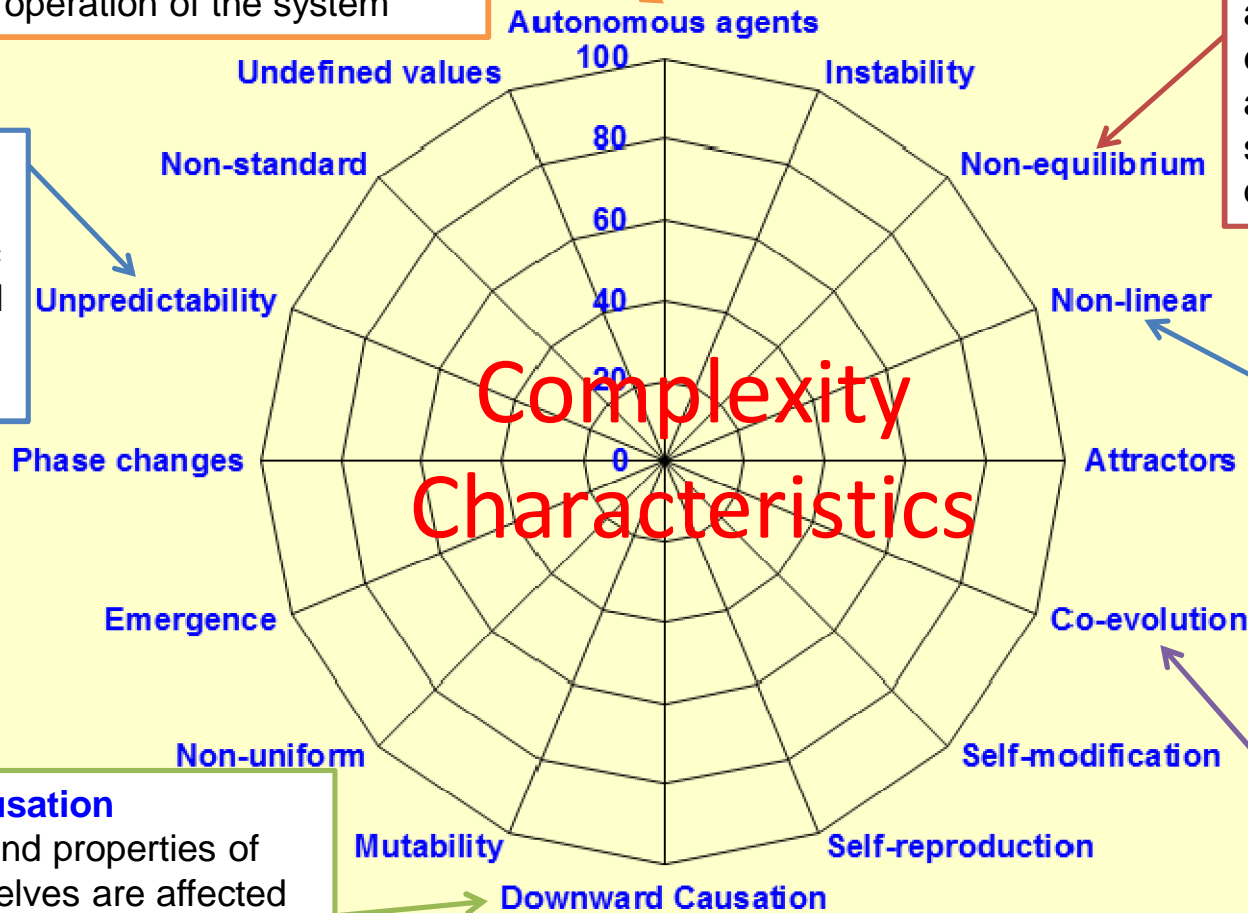 operation of the system
Autonomous agents
Undefined values
100
Instability
Non-standard
80
Non-equilibrium
60
Unpredictability
40
Non-linear
20
Complexity
Phase changes
0
Attractors
Characteristics
Emergence
Co-evolution
Non-uniform
Self-modification
usation
nd properties of
Mutability
Self-reproduction
elves are affected
Downward Causation